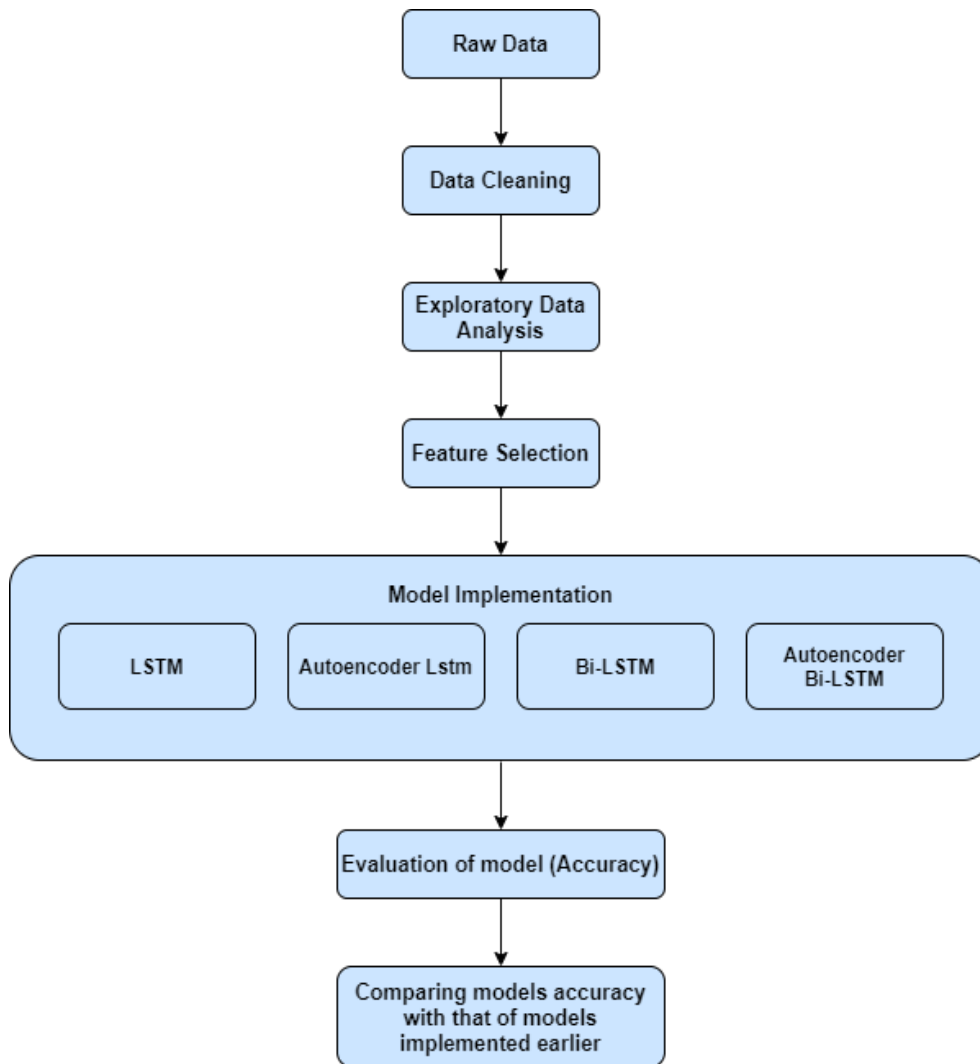 Raw Data
Data Cleaning
Exploratory Data
Analysis
Feature Selection
Model Implementation
LSTM
Autoencoder Lstm
Bi-LSTM
Autoencoder
Bi-LSTM
Evaluation of model (Accuracy)
Comparing models accuracy
with that of models
implemented earlier